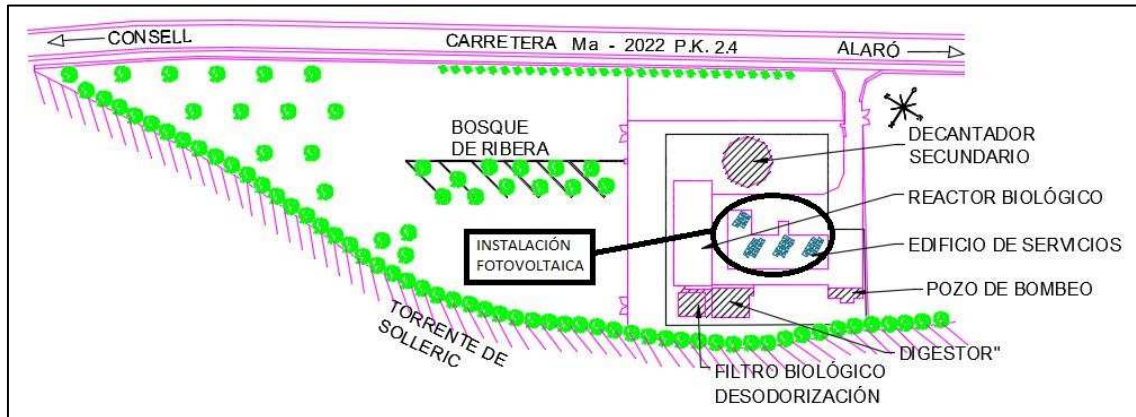 CONSELL
CARRETERA Ma - 2022 P.K. 2.4
ALARÓ
BOSQUE
DE RIBERA
DECANTADOR
SECUNDARIO
REACTOR BIOLÓGICO
INSTALACIÓN
FOTOVOLTAICA
EDIFICIO DE SERVICIOS
POZO DE BOMBEO
TORRENTE DE
SOLLERIC
DIGESTOR"
FILTRO BIOLÓGICO
DESODORIZACIÓN